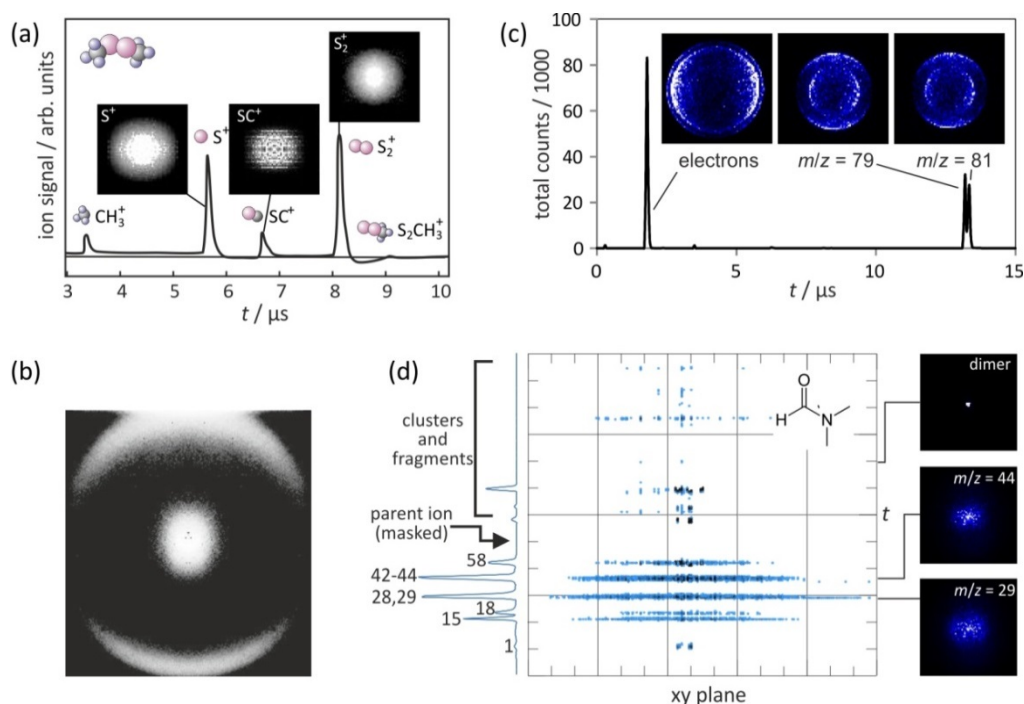 (a)
ion signal / arb. units
S⁺
SC⁺
S₂⁺
CH₃⁺
S⁺
SC⁺
S₂⁺
S₂CH₃⁺
3 4 5 6 7 8 9 10
t / µs
(b)
(c)
total counts / 1000
100
80
60
40
20
0
electrons
m/z = 79
m/z = 81
0 5 10 15
t / µs
(d)
clusters
and
fragments
parent ion
(masked)
58
42-44
28,29
18
15
1
O
H
N
xy plane
t
dimer
m/z = 44
m/z = 29